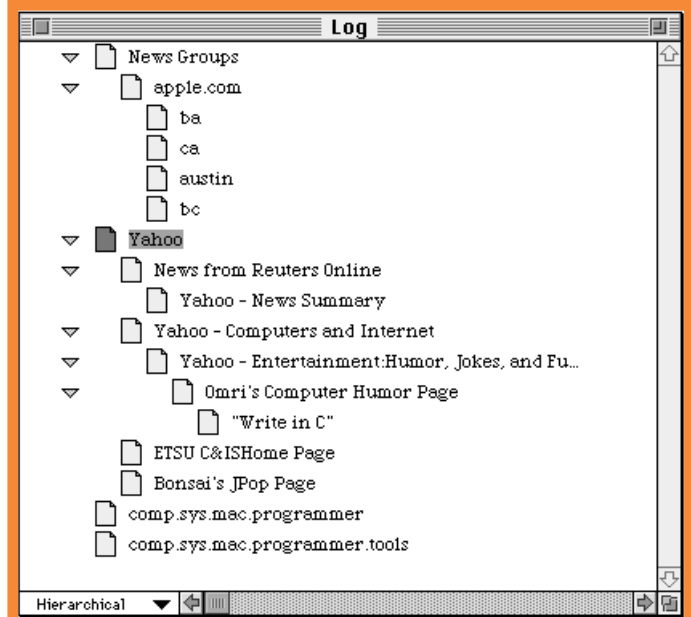 Log
News Groups
apple.com
ba
ca
austin
bc
Yahoo
News from Reuters Online
Yahoo - News Summary
Yahoo - Computers and Internet
Yahoo - Entertainment:Humor, Jokes, and Fu...
Omri's Computer Humor Page
"Write in C"
ETSU C&ISHome Page
Bonsai's JPop Page
comp.sys.mac.programmer
comp.sys.mac.programmer.tools
Hierarchical